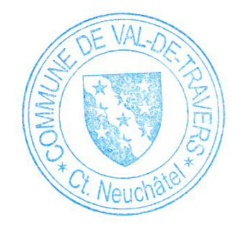 COMMUNE DE VAL-DE-TRAVERS
* Ct. Neuchâtel *